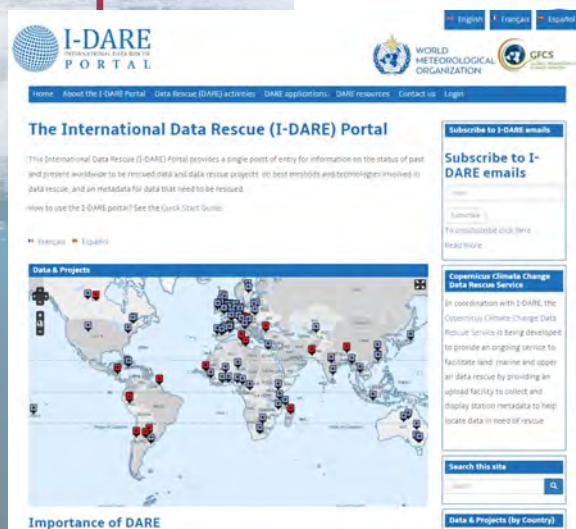 English Français Español
I-DARE
INTERNATIONAL DATA RESCUE
PORTAL
WORLD
METEOROLOGICAL
ORGANIZATION
GFCS
Home About the I-DARE Portal Data Rescue (DARE) activities DARE applications DARE resources Contact us Login
The International Data Rescue (I-DARE) Portal
This International Data Rescue (I-DARE) Portal provides a single point of entry for information on the status of past
and present worldwide to be rescued data and data rescue projects, on best methods and technologies involved in
data rescue, and on metadata for data that need to be rescued.
How to use the I-DARE portal? See the Quick Start Guide.
Français Español
Data & Projects
Importance of DARE
Subscribe to I-DARE emails
Subscribe to I-
DARE emails
Subscribe
To unsubscribe click here
Read More
Copernicus Climate Change
Data Rescue Service
In coordination with I-DARE, the
Copernicus Climate Change Data
Rescue Service is being developed
to provide an ongoing service to
facilitate land, marine and upper
air data rescue by providing an
upload facility to collect and
display station metadata to help
locate data in need of rescue
Search this site
Data & Projects (by Country)